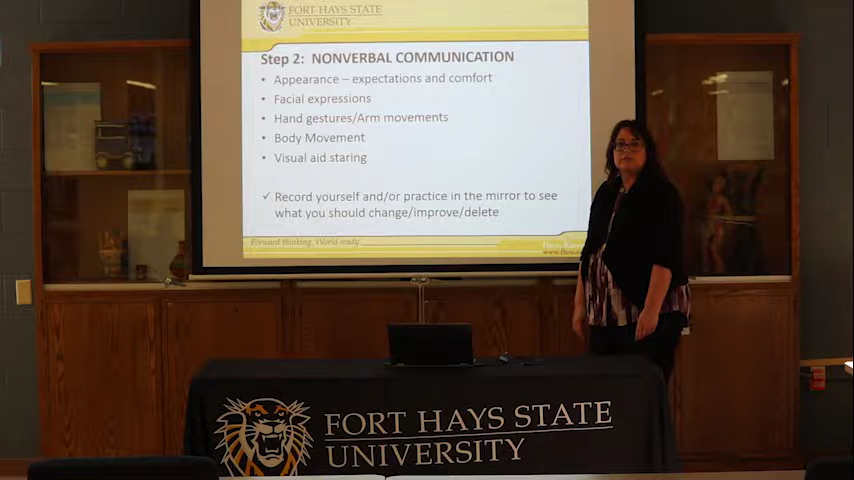 FORT HAYS STATE
UNIVERSITY
Step 2: NONVERBAL COMMUNICATION
• Appearance – expectations and comfort
• Facial expressions
• Hand gestures/Arm movements
• Body Movement
• Visual aid staring
✓ Record yourself and/or practice in the mirror to see
what you should change/improve/delete
Forward thinking. World ready.
FORT HAYS STATE
UNIVERSITY